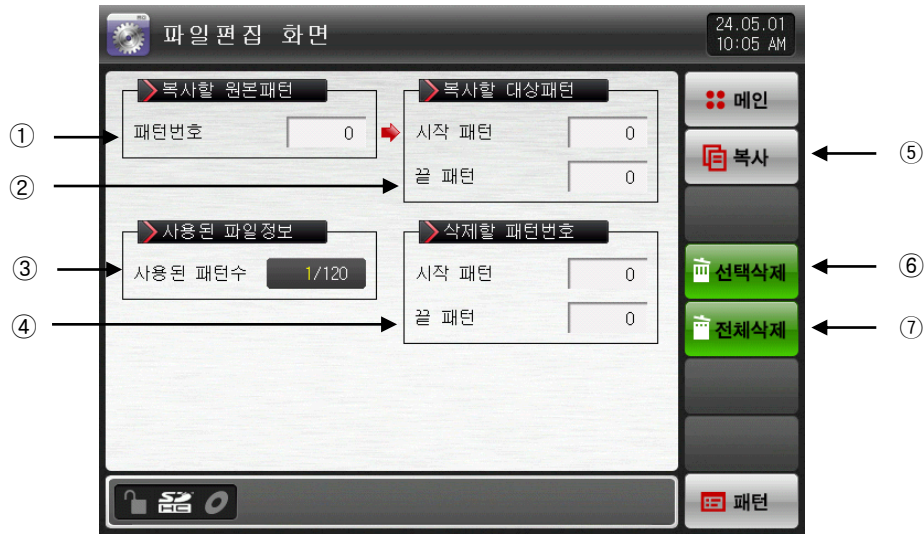 파일편집 화면
24.05.01
10:05 AM
복사할 원본패턴
패턴번호 0
복사할 대상패턴
시작 패턴 0
끝 패턴 0
사용된 파일정보
사용된 패턴수 1/120
삭제할 패턴번호
시작 패턴 0
끝 패턴 0
메인
복사
선택삭제
전체삭제
패턴
SD
HC
①
②
③
④
⑤
⑥
⑦